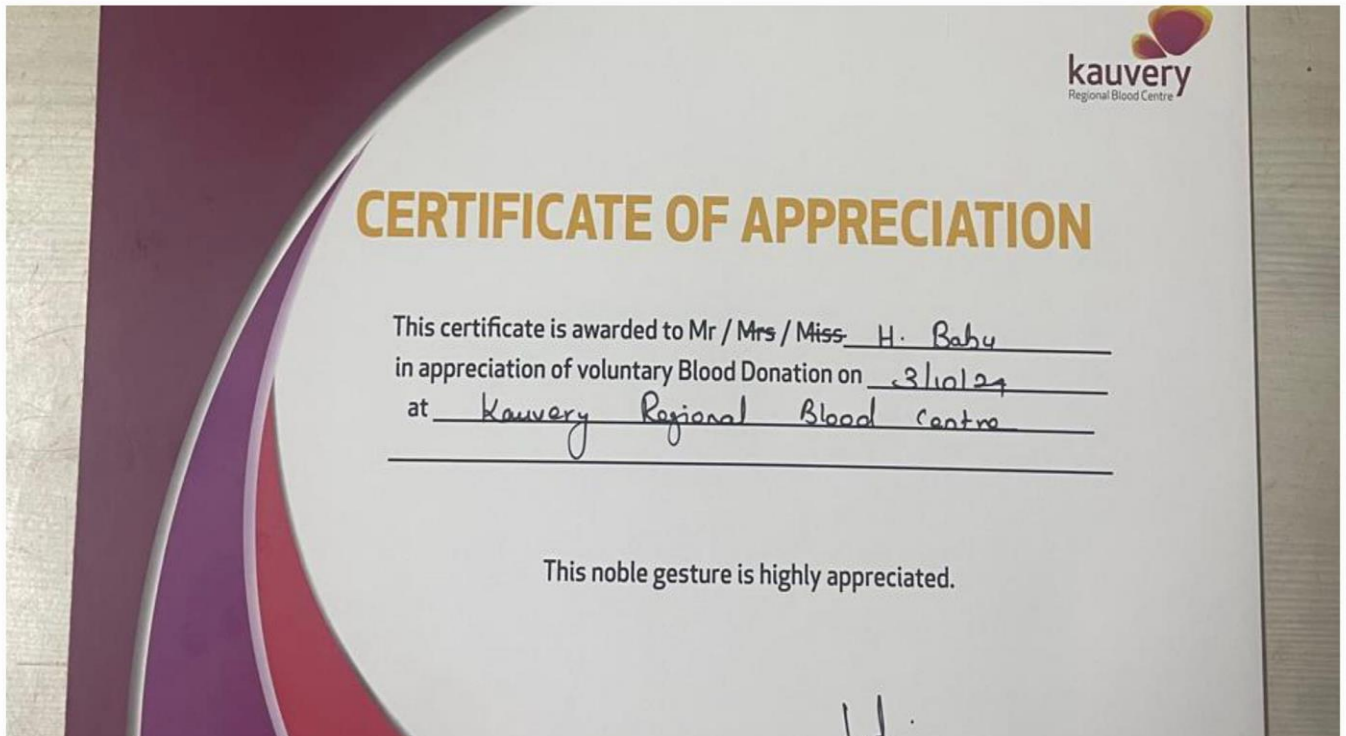 kauvery
Regional Blood Centre
CERTIFICATE OF APPRECIATION
This certificate is awarded to Mr / Mrs / Miss H. Baby
in appreciation of voluntary Blood Donation on 3/10/24
at Kauvery Regional Blood Centre
This noble gesture is highly appreciated.